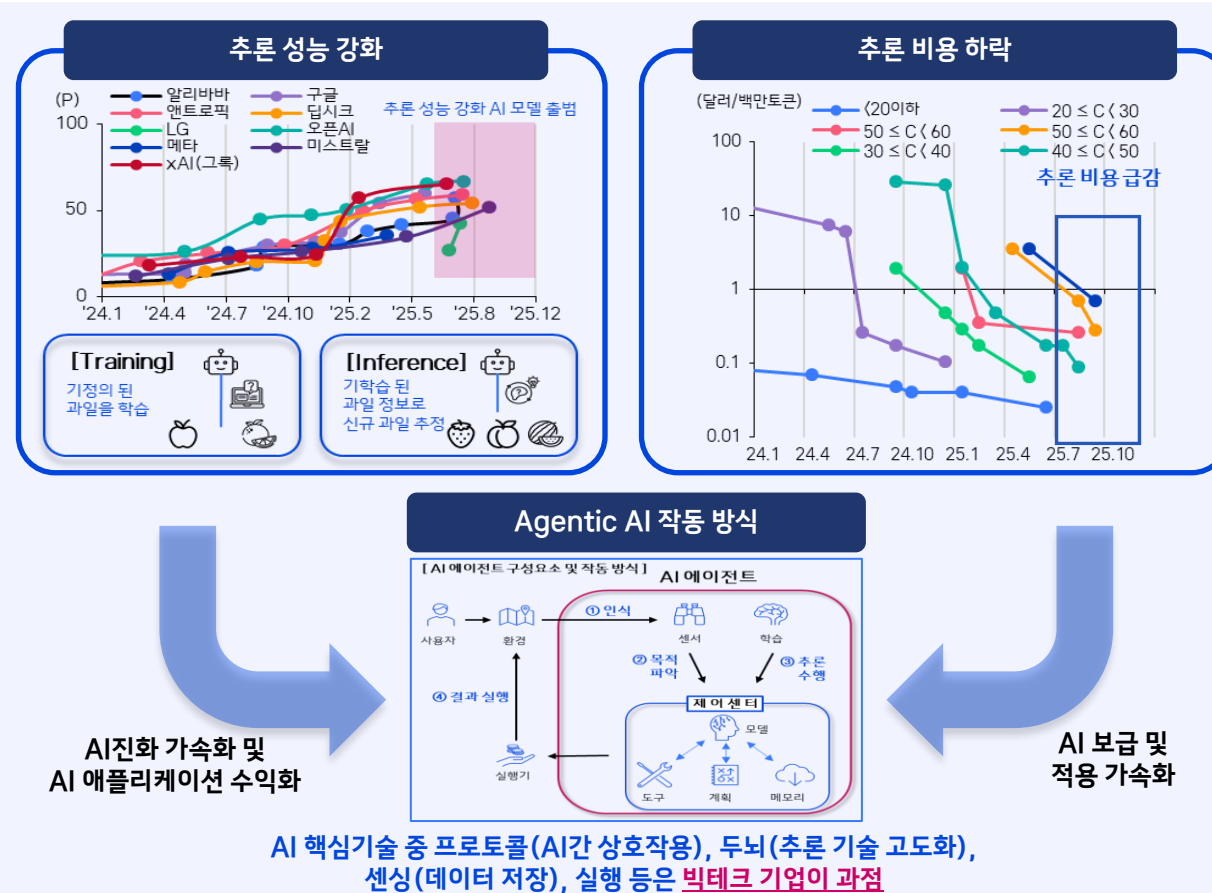 추론 성능 강화
(P)
알리바바
구글
앤트로픽
딥시크
LG
오픈AI
메타
미스트랄
xAI(그록)
추론 성능 강화 AI 모델 출범
100
50
0
'24.1 '24.4 '24.7 '24.10 '25.2 '25.5 '25.8 '25.12
[Training]
기정의 된
과일을 학습
[Inference]
기학습 된
과일 정보로
신규 과일 추정
추론 비용 하락
(달러/백만토큰)
<20이하
20 ≤ C < 30
50 ≤ C < 60
50 ≤ C < 60
30 ≤ C < 40
40 ≤ C < 50
추론 비용 급감
100
10
1
0.1
0.01
24.1 24.4 24.7 24.10 25.1 25.4 25.7 25.10
Agentic AI 작동 방식
[AI 에이전트 구성요소 및 작동 방식]
AI 에이전트
사용자
환경
① 인식
센서
학습
② 목적
파악
③ 추론
수행
④ 결과 실행
제이센터
모델
실행기
도구
계획
메모리
AI진화 가속화 및
AI 애플리케이션 수익화
AI 보급 및
적용 가속화
AI 핵심기술 중 프로토콜(AI간 상호작용), 두뇌(추론 기술 고도화),
센싱(데이터 저장), 실행 등은 빅테크 기업이 과점